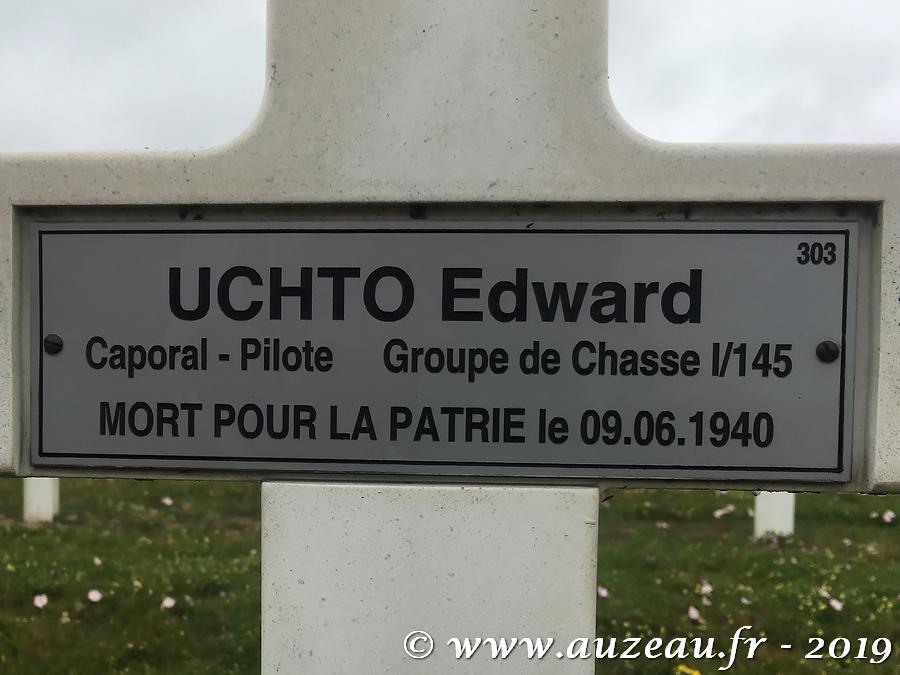 303
UCHTO Edward
Caporal - Pilote Groupe de Chasse I/145
MORT POUR LA PATRIE le 09.06.1940
© www.auzeau.fr - 2019